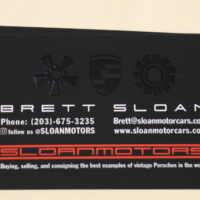 BRETT SLOAN
Phone: (203)-675-3235
Brett@sloanmotorcars.com
follow us @SLOANMOTORS
www.sloanmotorcars.com
SLOANMOTORS
Buying, selling, and consigning the best examples of vintage Porsches in the